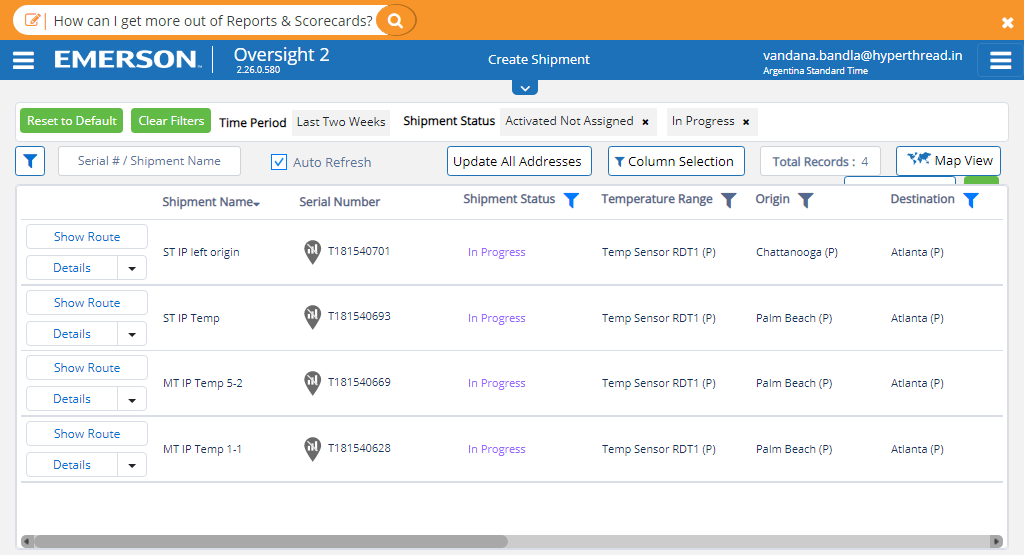 How can I get more out of Reports & Scorecards?
EMERSON Oversight 2 2.26.0.580 Create Shipment vandana.bandla@hyperthread.in
Argentina Standard Time
Reset to Default Clear Filters Time Period Last Two Weeks Shipment Status Activated Not Assigned × In Progress ×
Serial # / Shipment Name Auto Refresh Update All Addresses Column Selection Total Records : 4 Map View
Shipment Name Serial Number Shipment Status Temperature Range Origin Destination
Show Route
Details
ST IP left origin T181540701 In Progress Temp Sensor RDT1 (P) Chattanooga (P) Atlanta (P)
Show Route
Details
ST IP Temp T181540693 In Progress Temp Sensor RDT1 (P) Palm Beach (P) Atlanta (P)
Show Route
Details
MT IP Temp 5-2 T181540669 In Progress Temp Sensor RDT1 (P) Palm Beach (P) Atlanta (P)
Show Route
Details
MT IP Temp 1-1 T181540628 In Progress Temp Sensor RDT1 (P) Palm Beach (P) Atlanta (P)